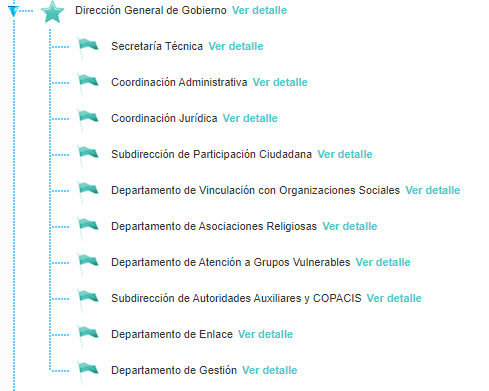 Dirección General de Gobierno Ver detalle
Secretaría Técnica Ver detalle
Coordinación Administrativa Ver detalle
Coordinación Jurídica Ver detalle
Subdirección de Participación Ciudadana Ver detalle
Departamento de Vinculación con Organizaciones Sociales Ver detalle
Departamento de Asociaciones Religiosas Ver detalle
Departamento de Atención a Grupos Vulnerables Ver detalle
Subdirección de Autoridades Auxiliares y COPACIS Ver detalle
Departamento de Enlace Ver detalle
Departamento de Gestión Ver detalle